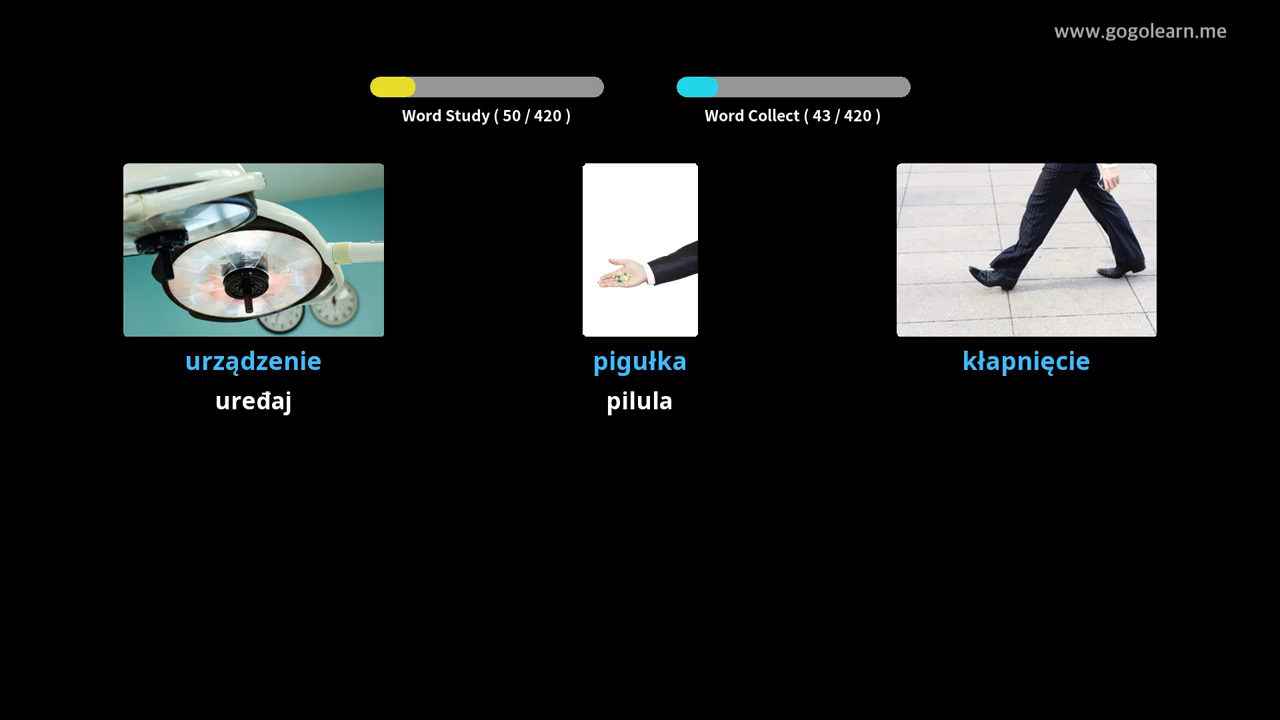 www.gogolearn.me
Word Study ( 50 / 420 )
Word Collect ( 43 / 420 )
urządzenie
pigułka
kłapnięcie
uređaj
pilula